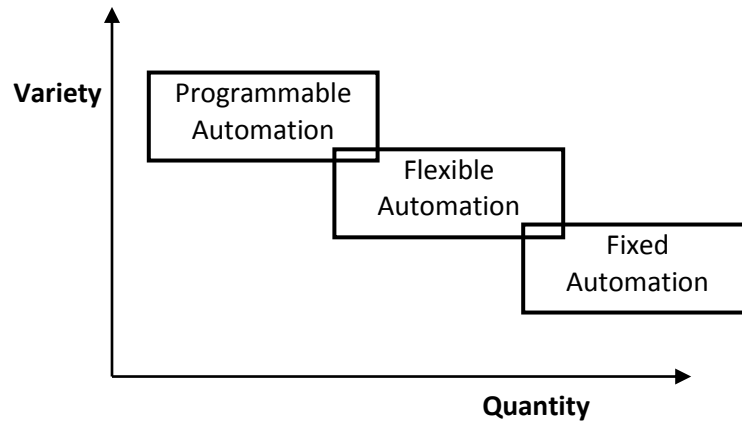 Variety
Programmable
Automation
Flexible
Automation
Fixed
Automation
Quantity